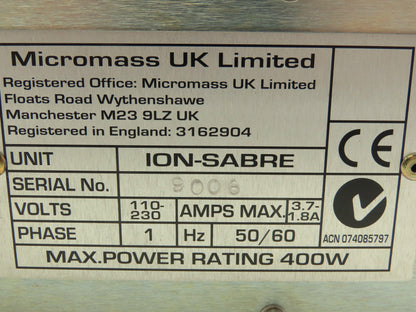 Micromass UK Limited
Registered Office: Micromass UK Limited
Floats Road Wythenshawe
Manchester M23 9LZ UK
Registered in England: 3162904
UNIT ION-SABRE
SERIAL No. 9006
VOLTS 110-230 AMPS MAX. 3.7-1.8A
PHASE 1 Hz 50/60
MAX.POWER RATING 400W
CE
ACN 074085797